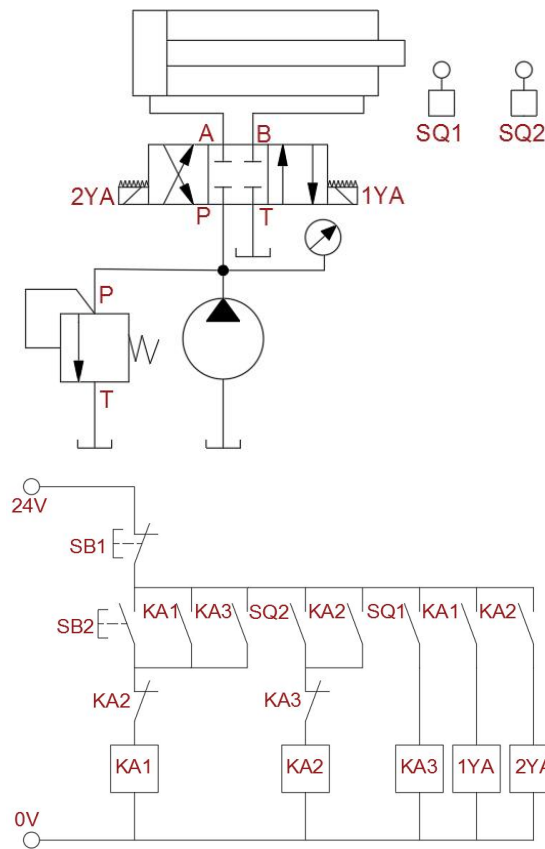 A B
SQ1 SQ2
2YA P T 1YA
P
T
24V
SB1
SB2 KA1 KA3 SQ2 KA2 SQ1 KA1 KA2
KA2 KA3
KA1 KA2 KA3 1YA 2YA
0V